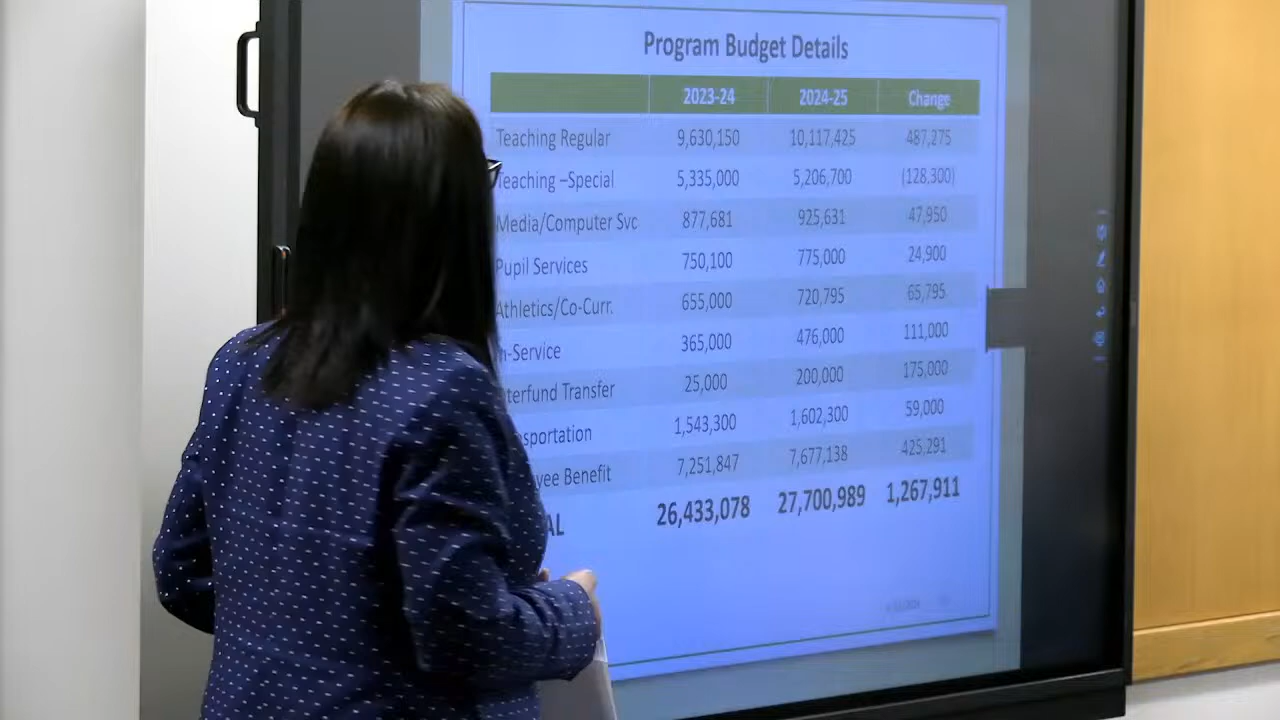 Program Budget Details
2023-24 2024-25 Change
Teaching Regular 9,630,150 10,117,425 487,275
Teaching –Special 5,335,000 5,206,700 (128,300)
Media/Computer Svc 877,681 925,631 47,950
Pupil Services 750,100 775,000 24,900
Athletics/Co-Curr. 655,000 720,795 65,795
n-Service 365,000 476,000 111,000
terfund Transfer 25,000 200,000 175,000
sportation 1,543,300 1,602,300 59,000
yee Benefit 7,251,847 7,677,138 425,291
AL 26,433,078 27,700,989 1,267,911